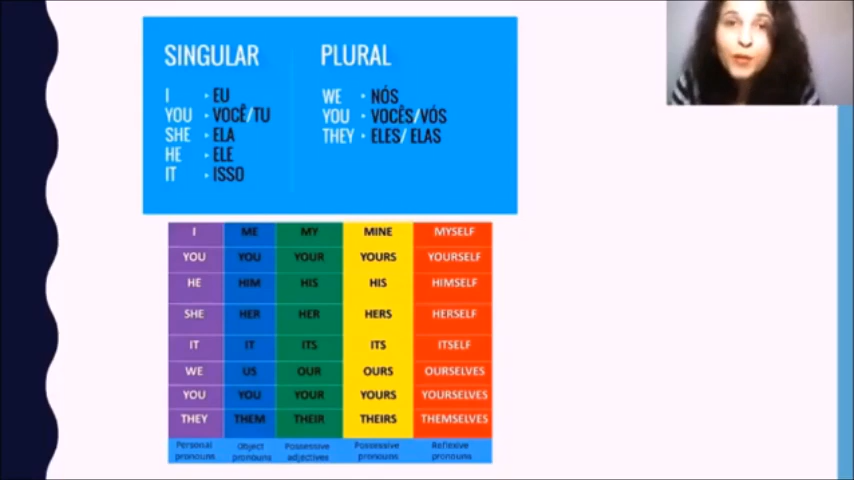 SINGULAR
I · EU
YOU · VOCÊ/TU
SHE · ELA
HE · ELE
IT · ISSO
PLURAL
WE · NÓS
YOU · VOCÊS/VÓS
THEY · ELES/ ELAS
I ME MY MINE MYSELF
YOU YOU YOUR YOURS YOURSELF
HE HIM HIS HIS HIMSELF
SHE HER HER HERS HERSELF
IT IT ITS ITS ITSELF
WE US OUR OURS OURSELVES
YOU YOU YOUR YOURS YOURSELVES
THEY THEM THEIR THEIRS THEMSELVES
Personal pronouns Object pronouns Possessive adjectives Possessive pronouns Reflexive pronouns